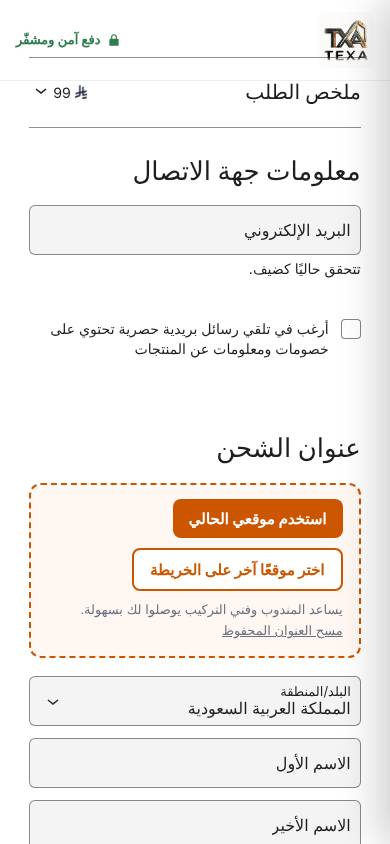 TXA
TEXA
دفع آمن ومشفّر
ملخص الطلب
99
معلومات جهة الاتصال
البريد الإلكتروني
تتحقق حاليًا كضيف.
أرغب في تلقي رسائل بريدية حصرية تحتوي على
خصومات ومعلومات عن المنتجات
عنوان الشحن
استخدم موقعي الحالي
اختر موقعًا آخر على الخريطة
يساعد المندوب وفني التركيب يوصلوا لك بسهولة.
مسح العنوان المحفوظ
البلد/المنطقة
المملكة العربية السعودية
الاسم الأول
الاسم الأخير